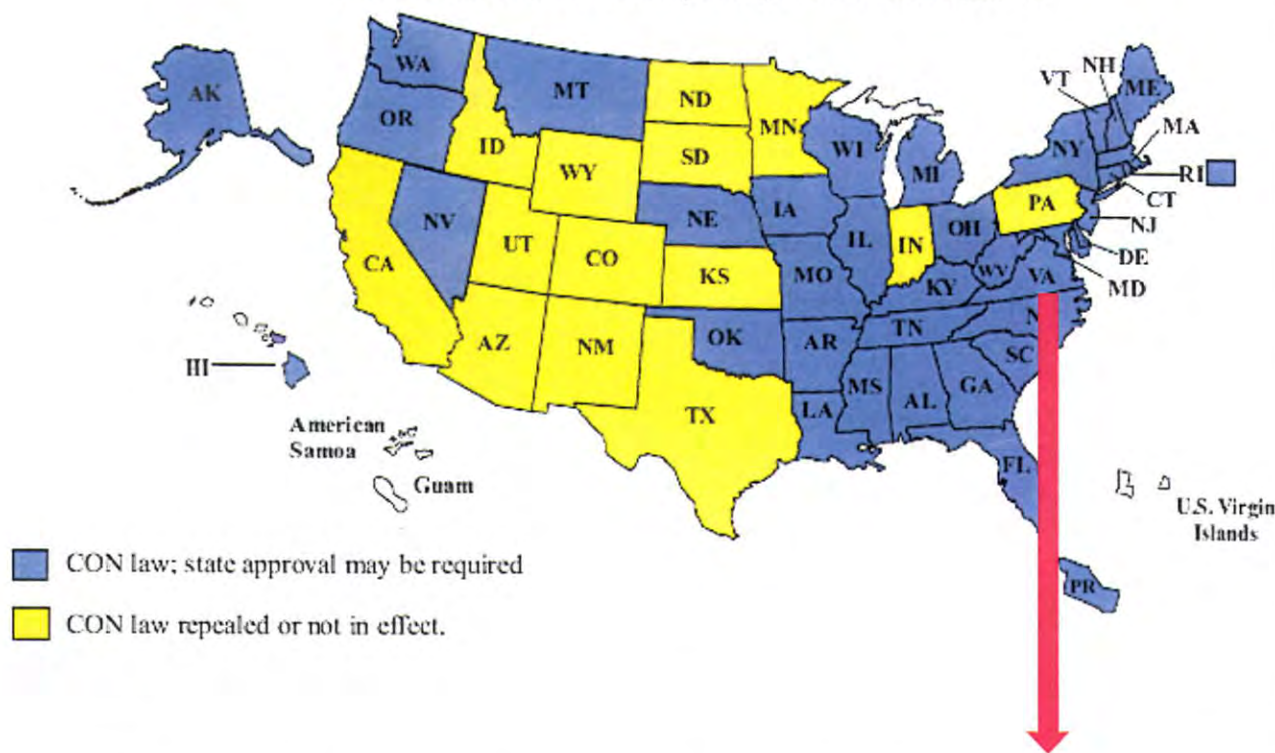 AK
WA
OR
MT
ID
WY
NV
UT
CO
CA
AZ
NM
ND
SD
NE
KS
OK
TX
MN
IA
MO
AR
LA
WI
IL
MI
IN
OH
KY
TN
MS
AL
GA
FL
SC
N
VA
WV
PA
NY
VT
NH
ME
MA
RI
CT
NJ
DE
MD
HI
American
Samoa
Guam
U.S. Virgin
Islands
PR
CON law; state approval may be required
CON law repealed or not in effect.